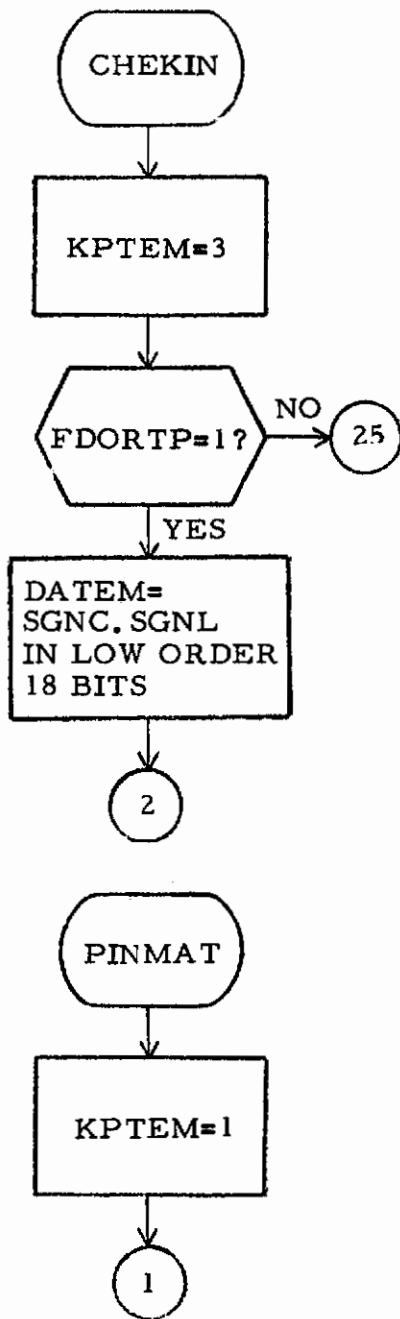 CHEKIN
KPTEM=3
FDORTP=1?
NO
25
YES
DATEM=
SGNC.SGNL
IN LOW ORDER
18 BITS
2
PINMAT
KPTEM=1
1